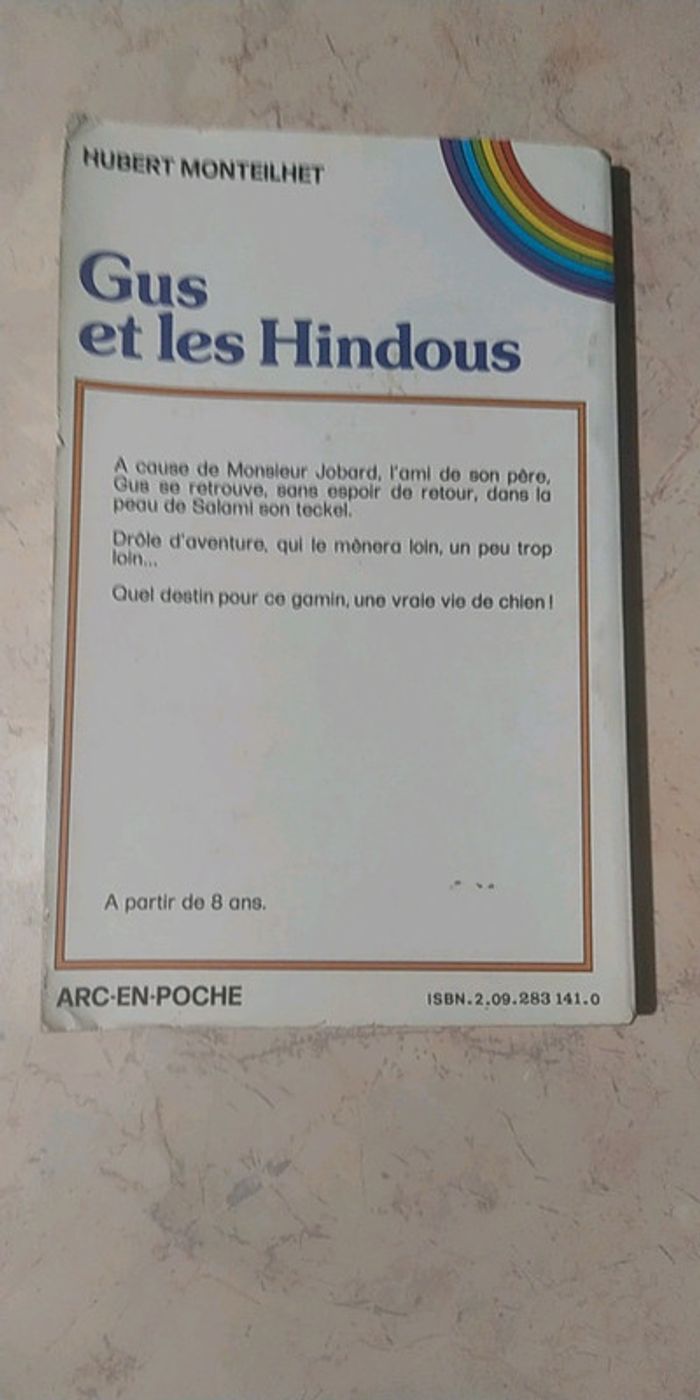 HUBERT MONTEILHET
Gus
et les Hindous
A cause de Monsieur Jobard, l'ami de son père,
Gus se retrouve, sans espoir de retour, dans la
peau de Salami son teckel.
Drôle d'aventure, qui le mènera loin, un peu trop
loin...
Quel destin pour ce gamin, une vraie vie de chien !
A partir de 8 ans.
ARC-EN-POCHE
ISBN.2.09.283 141.0